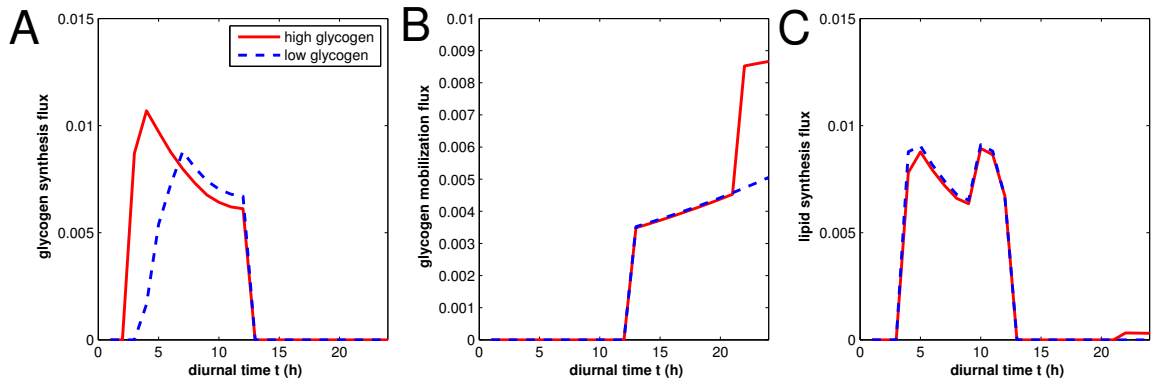 A
glycogen synthesis flux
0.015
0.01
0.005
0
0 5 10 15 20
diurnal time t (h)
high glycogen
low glycogen
B
glycogen mobilization flux
0.01
0.009
0.008
0.007
0.006
0.005
0.004
0.003
0.002
0.001
0
0 5 10 15 20
diurnal time t (h)
C
lipid synthesis flux
0.015
0.01
0.005
0
0 5 10 15 20
diurnal time t (h)